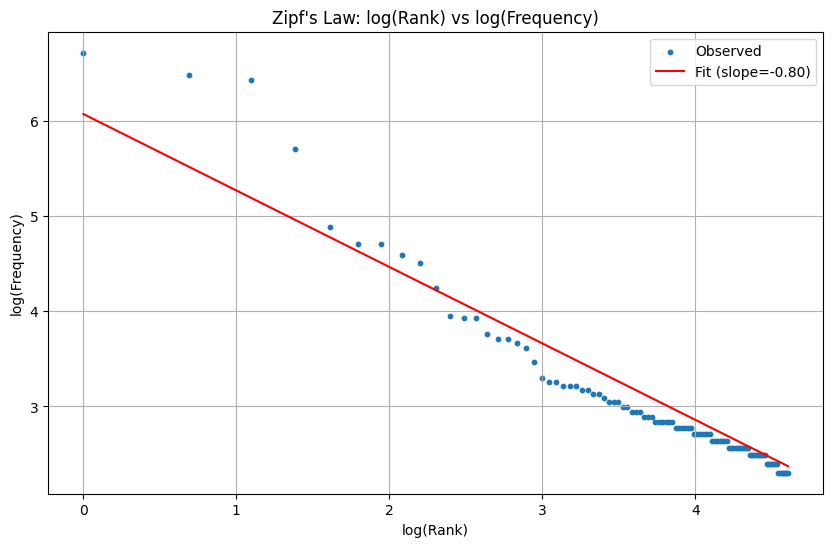 Zipf's Law: log(Rank) vs log(Frequency)
Observed
Fit (slope=-0.80)
log(Frequency)
6
5
4
3
0 1 2 3 4
log(Rank)